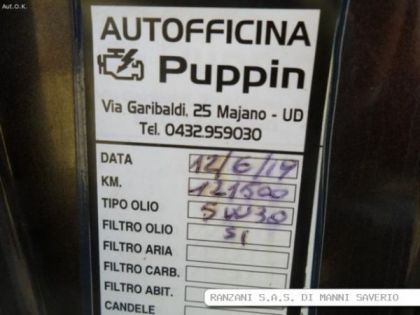 Aut.O.K.
AUTOFFICINA
Puppin
Via Garibaldi, 25 Majano - UD
Tel. 0432.959030
DATA 12/6/19
KM. 121500
TIPO OLIO 5W30
FILTRO OLIO SI
FILTRO ARIA
FILTRO CARB.
FILTRO ABIT.
CANDELE
RANZANI S.A.S. DI MANNI SAVERIO